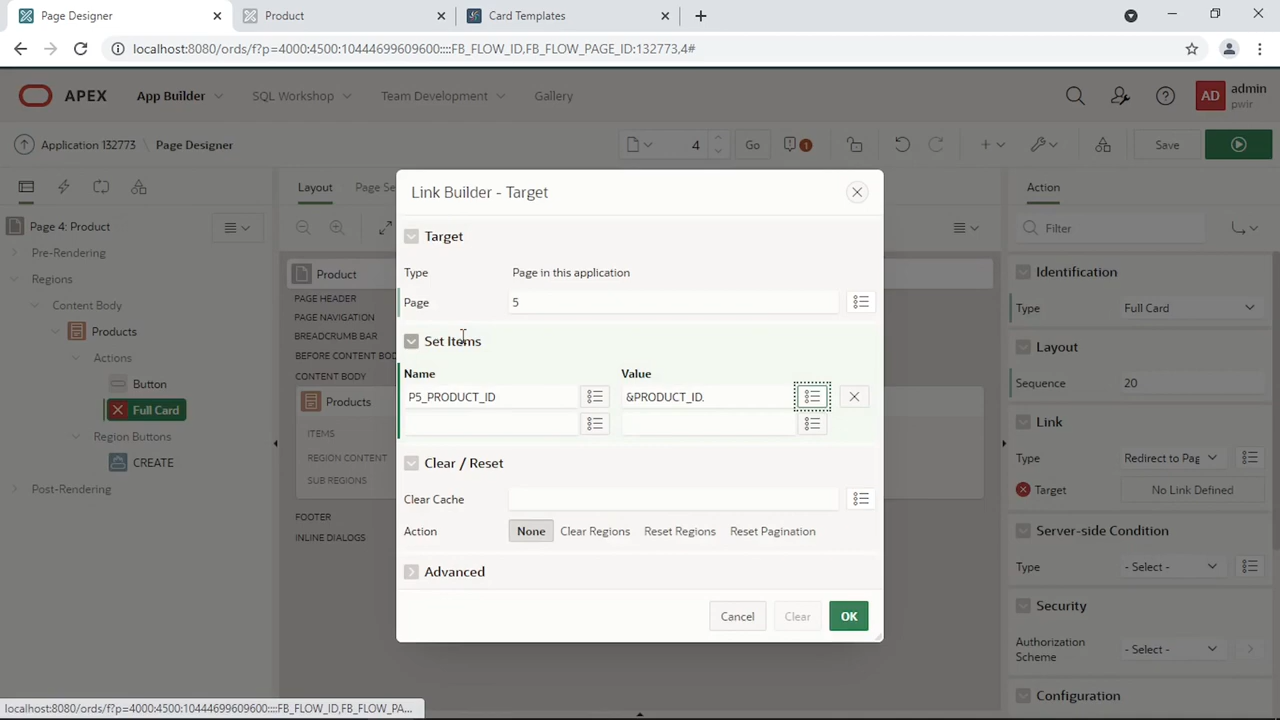 Page Designer
Product
Card Templates
localhost:8080/ords/f?p=4000:4500:10444699609600::::FB_FLOW_ID,FB_FLOW_PAGE_ID:132773,4#
APEX
App Builder
SQL Workshop
Team Development
Gallery
AD
admin
pwir
Application 132773
Page Designer
4
Go
1
Save
Page 4: Product
Pre-Rendering
Regions
Content Body
Products
Actions
Button
Full Card
Region Buttons
CREATE
Post-Rendering
Layout
Page Se
Product
PAGE HEADER
PAGE NAVIGATION
BREADCRUMB BAR
BEFORE CONTENT BO
CONTENT BODY
Products
ITEMS
REGION CONTENT
SUB REGIONS
FOOTER
INLINE DIALOGS
Link Builder - Target
Target
Type Page in this application
Page 5
Set Items
Name Value
P5_PRODUCT_ID &PRODUCT_ID.
Clear / Reset
Clear Cache
Action None Clear Regions Reset Regions Reset Pagination
Advanced
Cancel Clear OK
Action
Filter
Identification
Type Full Card
Layout
Sequence 20
Link
Type Redirect to Pag
Target No Link Defined
Server-side Condition
Type - Select -
Security
Authorization
Scheme
- Select -
Configuration
localhost:8080/ords/f?p=4000:4500:10444699609600::::FB_FLOW_ID,FB_FLOW_PA...